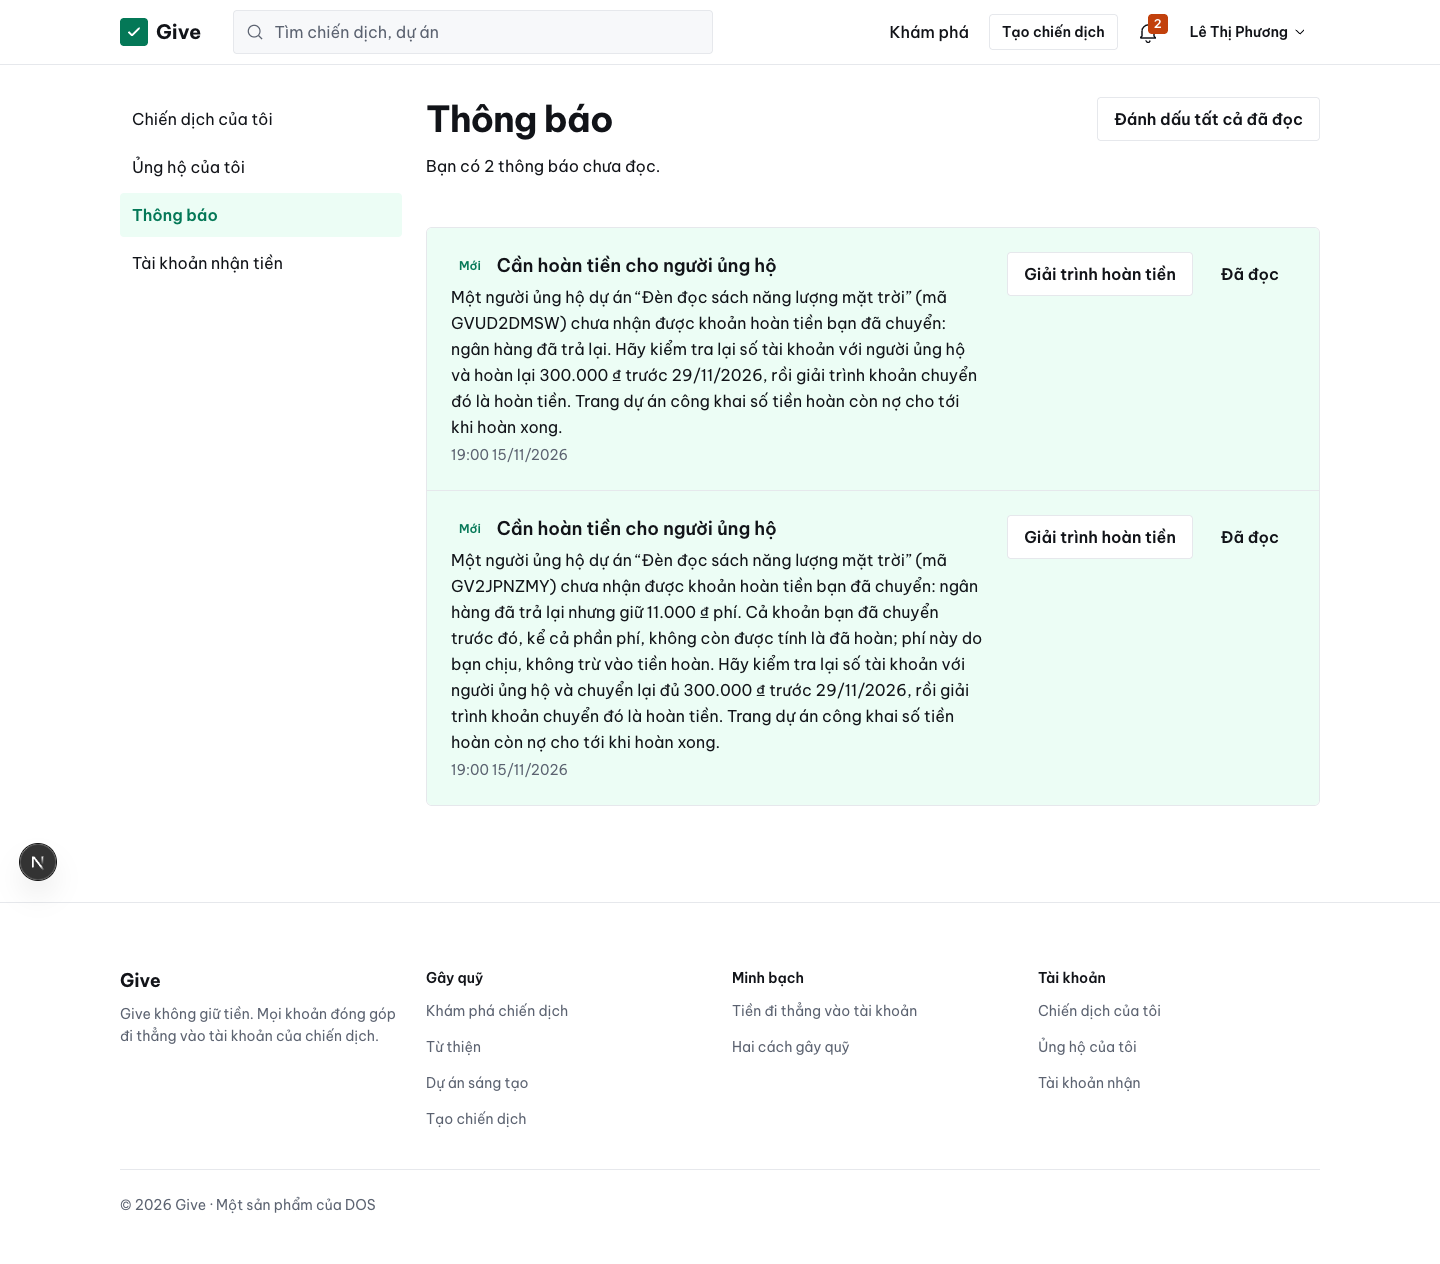 Give
Tìm chiến dịch, dự án
Khám phá
Tạo chiến dịch
2
Lê Thị Phương
Chiến dịch của tôi
Ủng hộ của tôi
Thông báo
Tài khoản nhận tiền
Thông báo
Đánh dấu tất cả đã đọc
Bạn có 2 thông báo chưa đọc.
Mới Cần hoàn tiền cho người ủng hộ
Giải trình hoàn tiền
Đã đọc
Một người ủng hộ dự án “Đèn đọc sách năng lượng mặt trời” (mã
GVUD2DMSW) chưa nhận được khoản hoàn tiền bạn đã chuyển:
ngân hàng đã trả lại. Hãy kiểm tra lại số tài khoản với người ủng hộ
và hoàn lại 300.000 ₫ trước 29/11/2026, rồi giải trình khoản chuyển
đó là hoàn tiền. Trang dự án công khai số tiền hoàn còn nợ cho tới
khi hoàn xong.
19:00 15/11/2026
Mới Cần hoàn tiền cho người ủng hộ
Giải trình hoàn tiền
Đã đọc
Một người ủng hộ dự án “Đèn đọc sách năng lượng mặt trời” (mã
GV2JPNZMY) chưa nhận được khoản hoàn tiền bạn đã chuyển: ngân
hàng đã trả lại nhưng giữ 11.000 ₫ phí. Cả khoản bạn đã chuyển
trước đó, kể cả phần phí, không còn được tính là đã hoàn; phí này do
bạn chịu, không trừ vào tiền hoàn. Hãy kiểm tra lại số tài khoản với
người ủng hộ và chuyển lại đủ 300.000 ₫ trước 29/11/2026, rồi giải
trình khoản chuyển đó là hoàn tiền. Trang dự án công khai số tiền
hoàn còn nợ cho tới khi hoàn xong.
19:00 15/11/2026
N
Give
Give không giữ tiền. Mọi khoản đóng góp
đi thẳng vào tài khoản của chiến dịch.
Gây quỹ
Khám phá chiến dịch
Từ thiện
Dự án sáng tạo
Tạo chiến dịch
Minh bạch
Tiền đi thẳng vào tài khoản
Hai cách gây quỹ
Tài khoản
Chiến dịch của tôi
Ủng hộ của tôi
Tài khoản nhận
© 2026 Give · Một sản phẩm của DOS